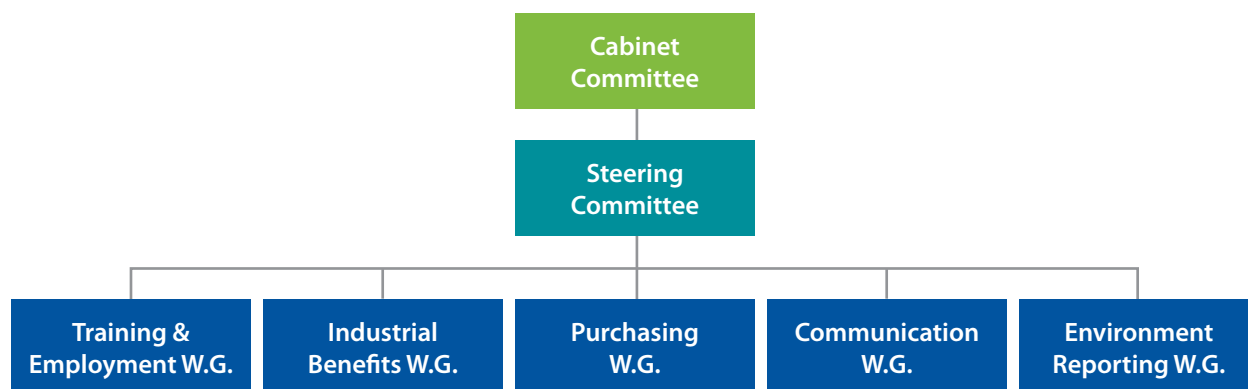 Cabinet
Committee
Steering
Committee
Training &
Employment W.G.
Industrial
Benefits W.G.
Purchasing
W.G.
Communication
W.G.
Environment
Reporting W.G.